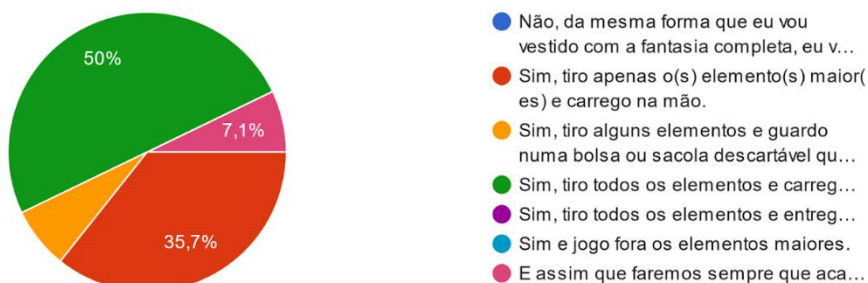 50%
7,1%
35,7%
Não, da mesma forma que eu vou
vestido com a fantasia completa, eu v…
Sim, tiro apenas o(s) elemento(s) maior(
es) e carrego na mão.
Sim, tiro alguns elementos e guardo
numa bolsa ou sacola descartável qu…
Sim, tiro todos os elementos e carreg…
Sim, tiro todos os elementos e entreg…
Sim e jogo fora os elementos maiores.
E assim que faremos sempre que aca…